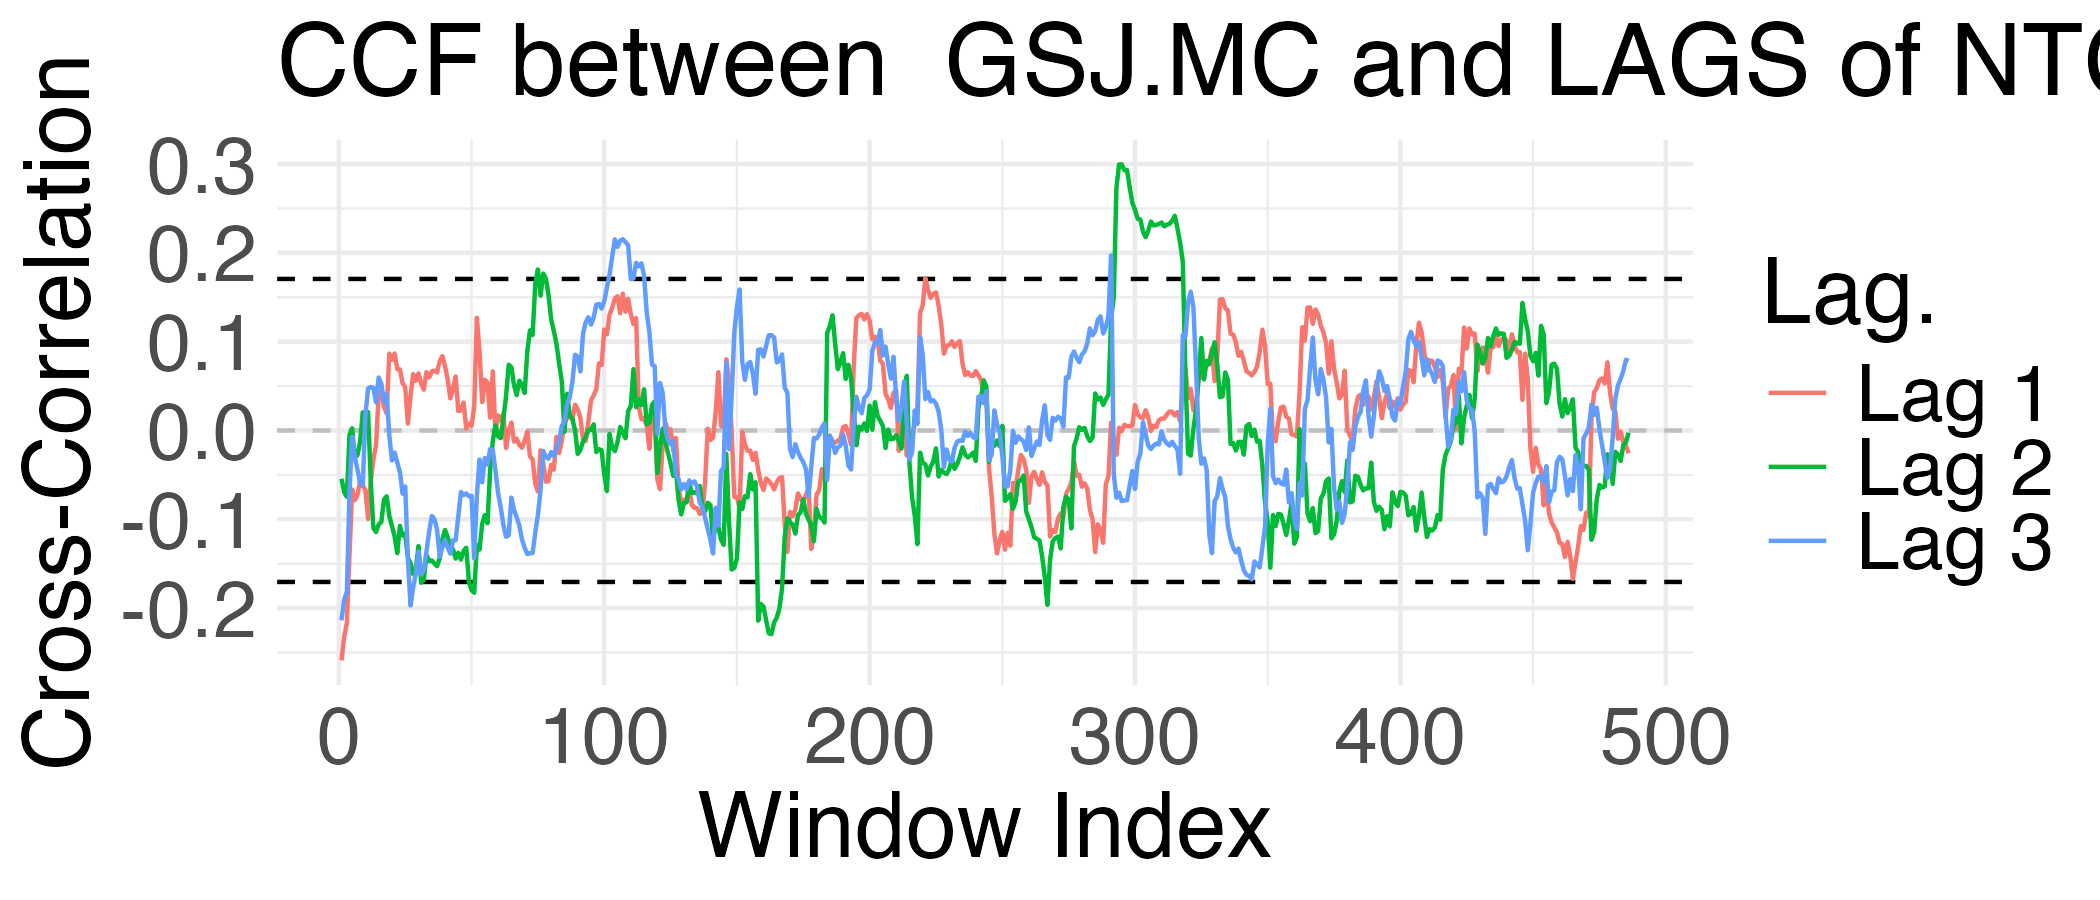 CCF between  GSJ.MC and LAGS of
Cross-Correlation
0.3
0.2
0.1
0.0
-0.1
-0.2
0 100 200 300 400 500
Window Index
Lag.
Lag 1
Lag 2
Lag 3